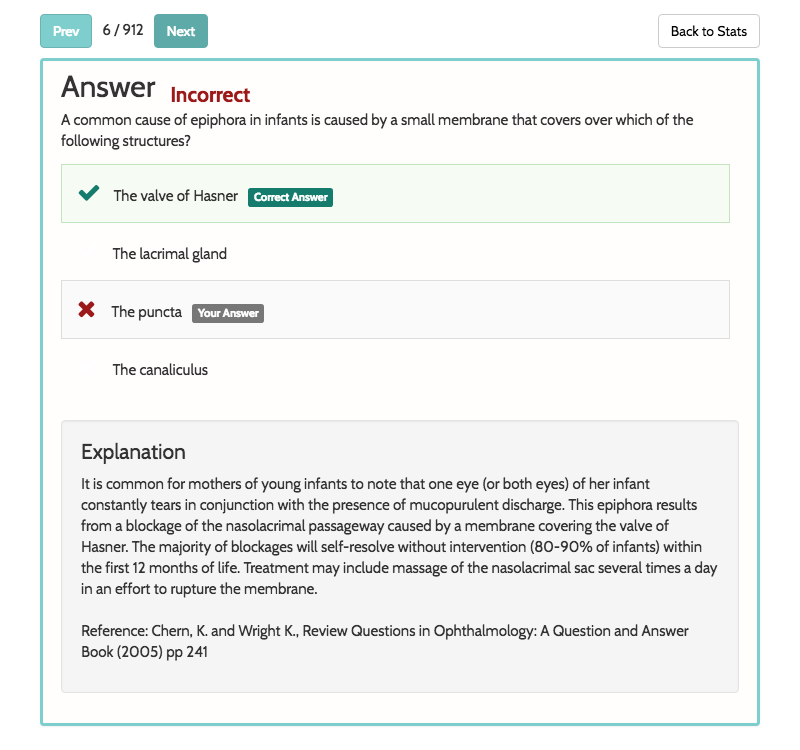 Prev 6 / 912 Next Back to Stats
Answer Incorrect
A common cause of epiphora in infants is caused by a small membrane that covers over which of the
following structures?
The valve of Hasner Correct Answer
The lacrimal gland
The puncta Your Answer
The canaliculus
Explanation
It is common for mothers of young infants to note that one eye (or both eyes) of her infant
constantly tears in conjunction with the presence of mucopurulent discharge. This epiphora results
from a blockage of the nasolacrimal passageway caused by a membrane covering the valve of
Hasner. The majority of blockages will self-resolve without intervention (80-90% of infants) within
the first 12 months of life. Treatment may include massage of the nasolacrimal sac several times a day
in an effort to rupture the membrane.
Reference: Chern, K. and Wright K., Review Questions in Ophthalmology: A Question and Answer
Book (2005) pp 241